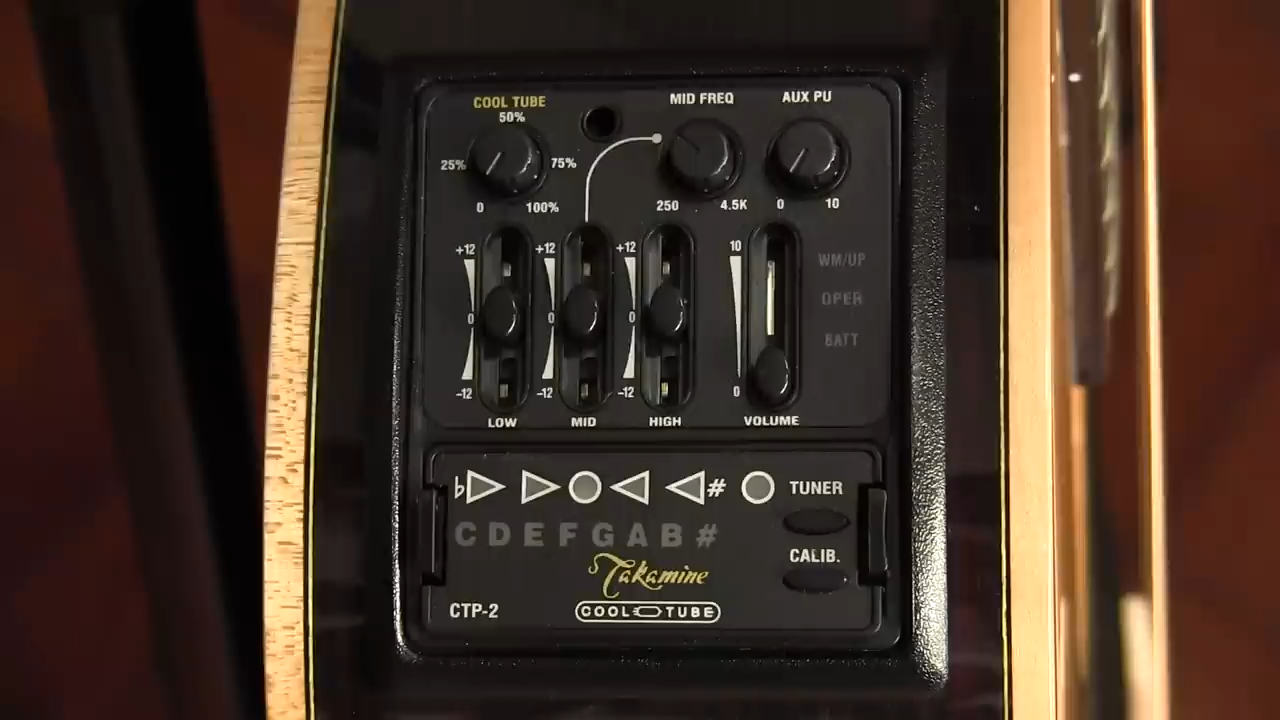 COOL TUBE
50%
25%
75%
0
100%
MID FREQ
250
4.5K
AUX PU
0
10
+12
0
-12
LOW
+12
0
-12
MID
+12
0
-12
HIGH
10
0
VOLUME
WM/UP
OPER
BATT
♭ # TUNER
C D E F G A B #
CALIB.
Takamine
CTP-2
COOL TUBE